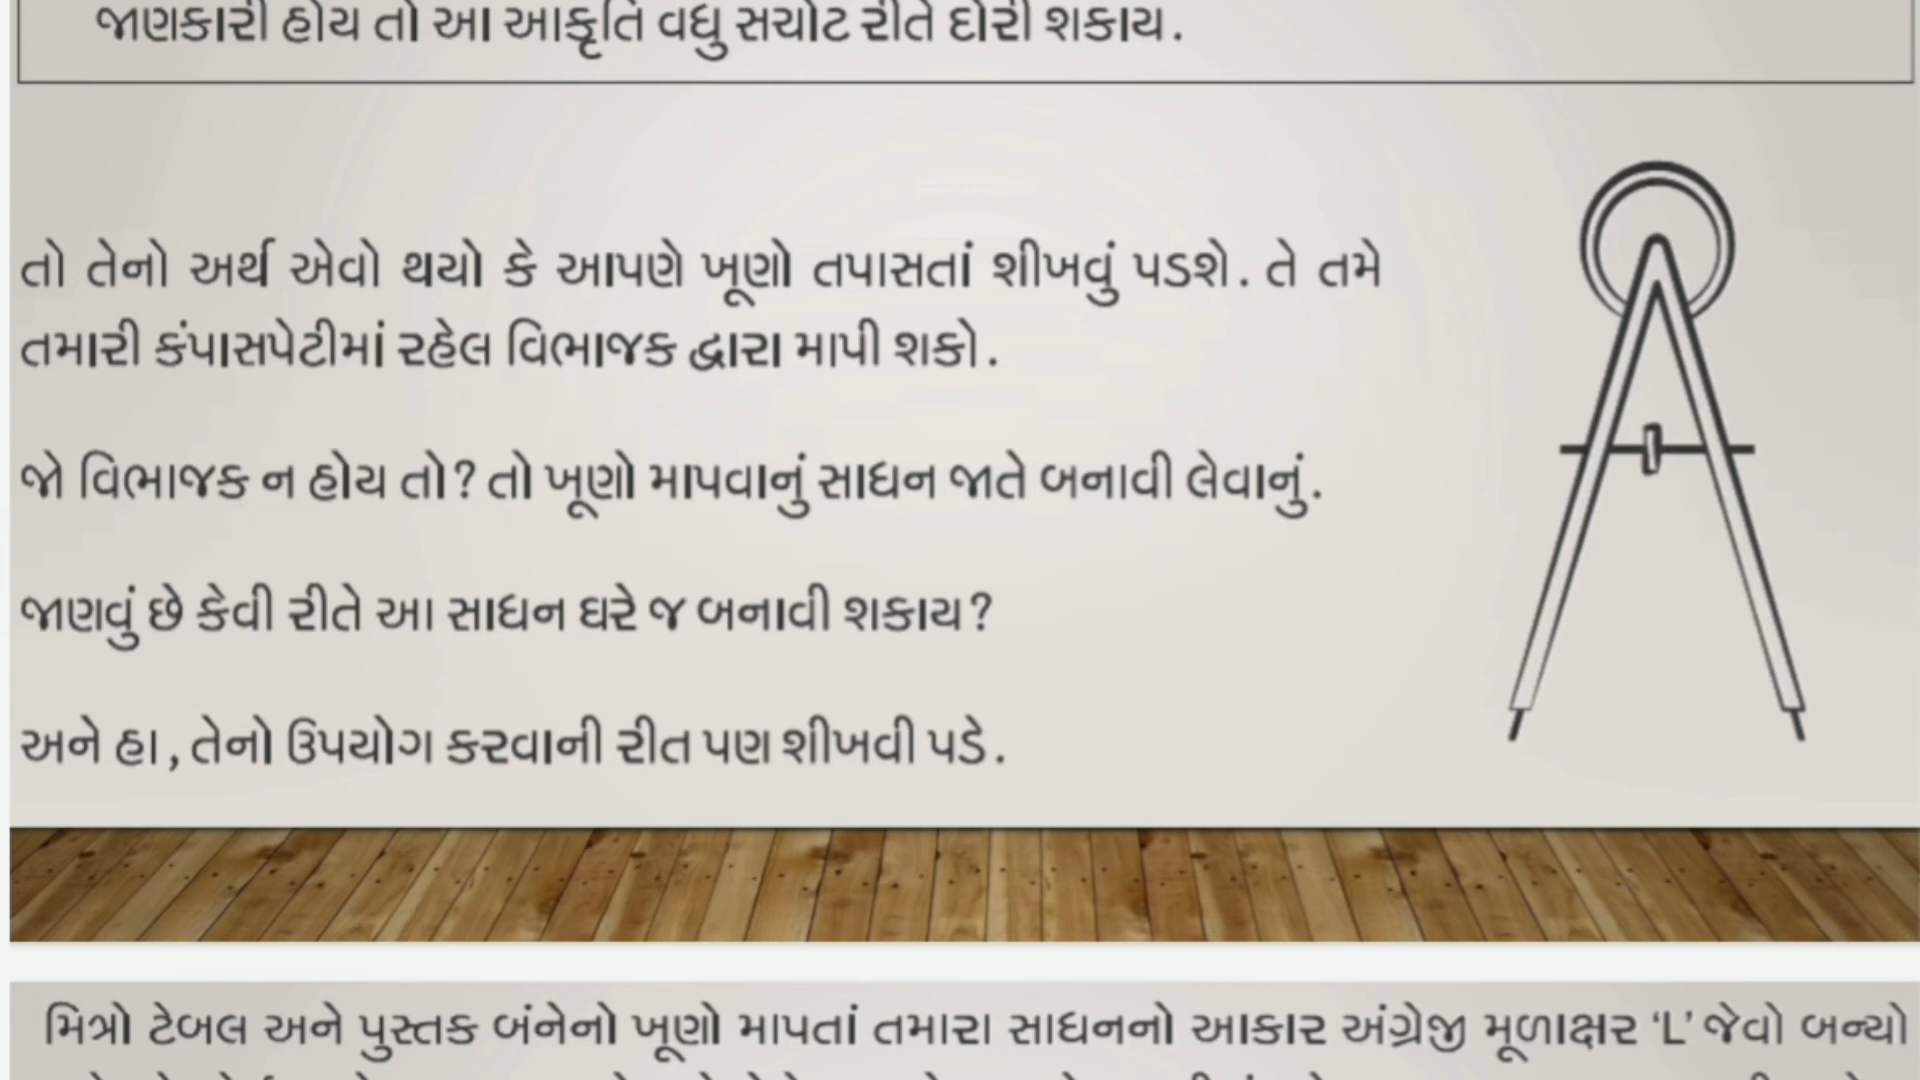 જાણકારી હોય તો આ આકૃતિ વધુ સચોટ રીતે દોરી શકાય.
તો તેનો અર્થ એવો થયો કે આપણે ખૂણો તપાસતાં શીખવું પડશે. તે તમે
તમારી કંપાસપેટીમાં રહેલ વિભાજક દ્વારા માપી શકો.
જો વિભાજક ન હોય તો? તો ખૂણો માપવાનું સાધન જાતે બનાવી લેવાનું.
જાણવું છે કેવી રીતે આ સાધન ઘરે જ બનાવી શકાય?
અને હા, તેનો ઉપયોગ કરવાની રીત પણ શીખવી પડે.
મિત્રો ટેબલ અને પુસ્તક બંનેનો ખૂણો માપતાં તમારા સાધનનો આકાર અંગ્રેજી મૂળાક્ષર ‘L’ જેવો બન્યો